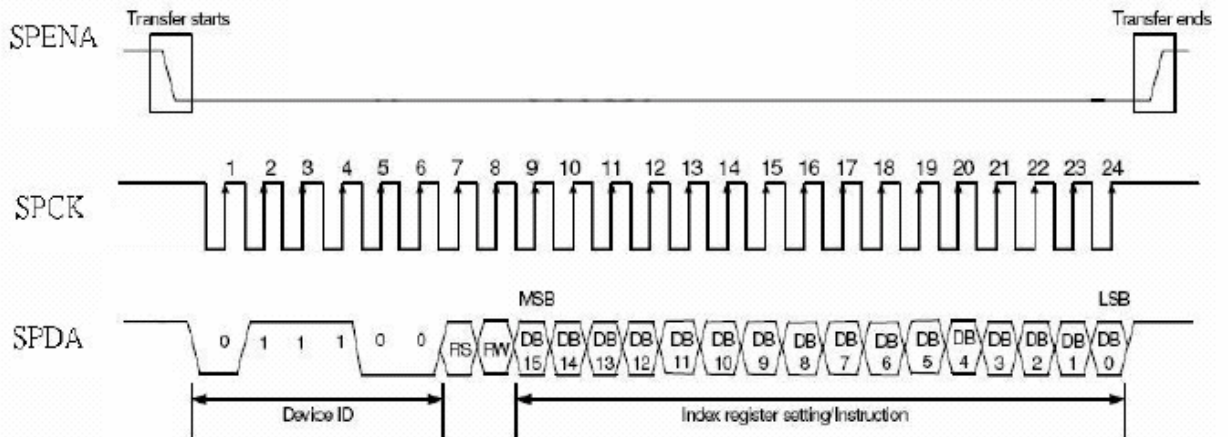 Transfer starts
Transfer ends
SPENA
1 2 3 4 5 6 7 8 9 10 11 12 13 14 15 16 17 18 19 20 21 22 23 24
SPCK
MSB
LSB
SPDA
0 1 1 1 0 0 RS RW DB 15 DB 14 DB 13 DB 12 DB 11 DB 10 DB 9 DB 8 DB 7 DB 6 DB 5 DB 4 DB 3 DB 2 DB 1 DB 0
Device ID
Index register setting/Instruction